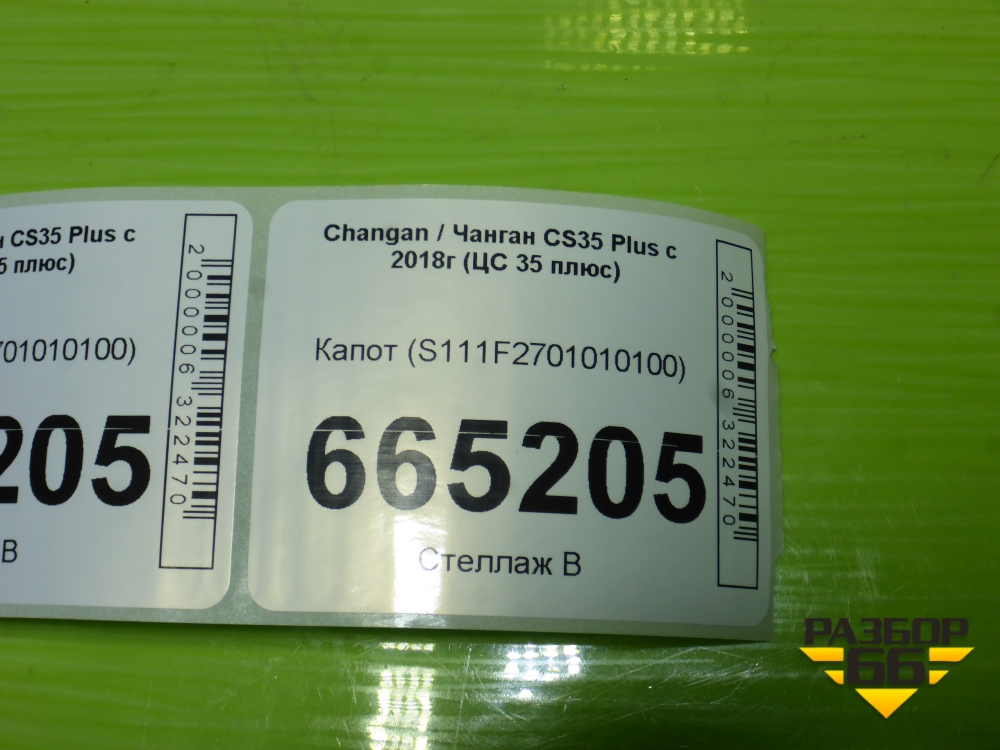 н CS35 Plus с
5 плюс)
701010100)
205
В
2000006322470
Changan / Чанган CS35 Plus с
2018г (ЦС 35 плюс)
Капот (S111F2701010100)
665205
Стеллаж В
2000006322470
РАЗБОР
66